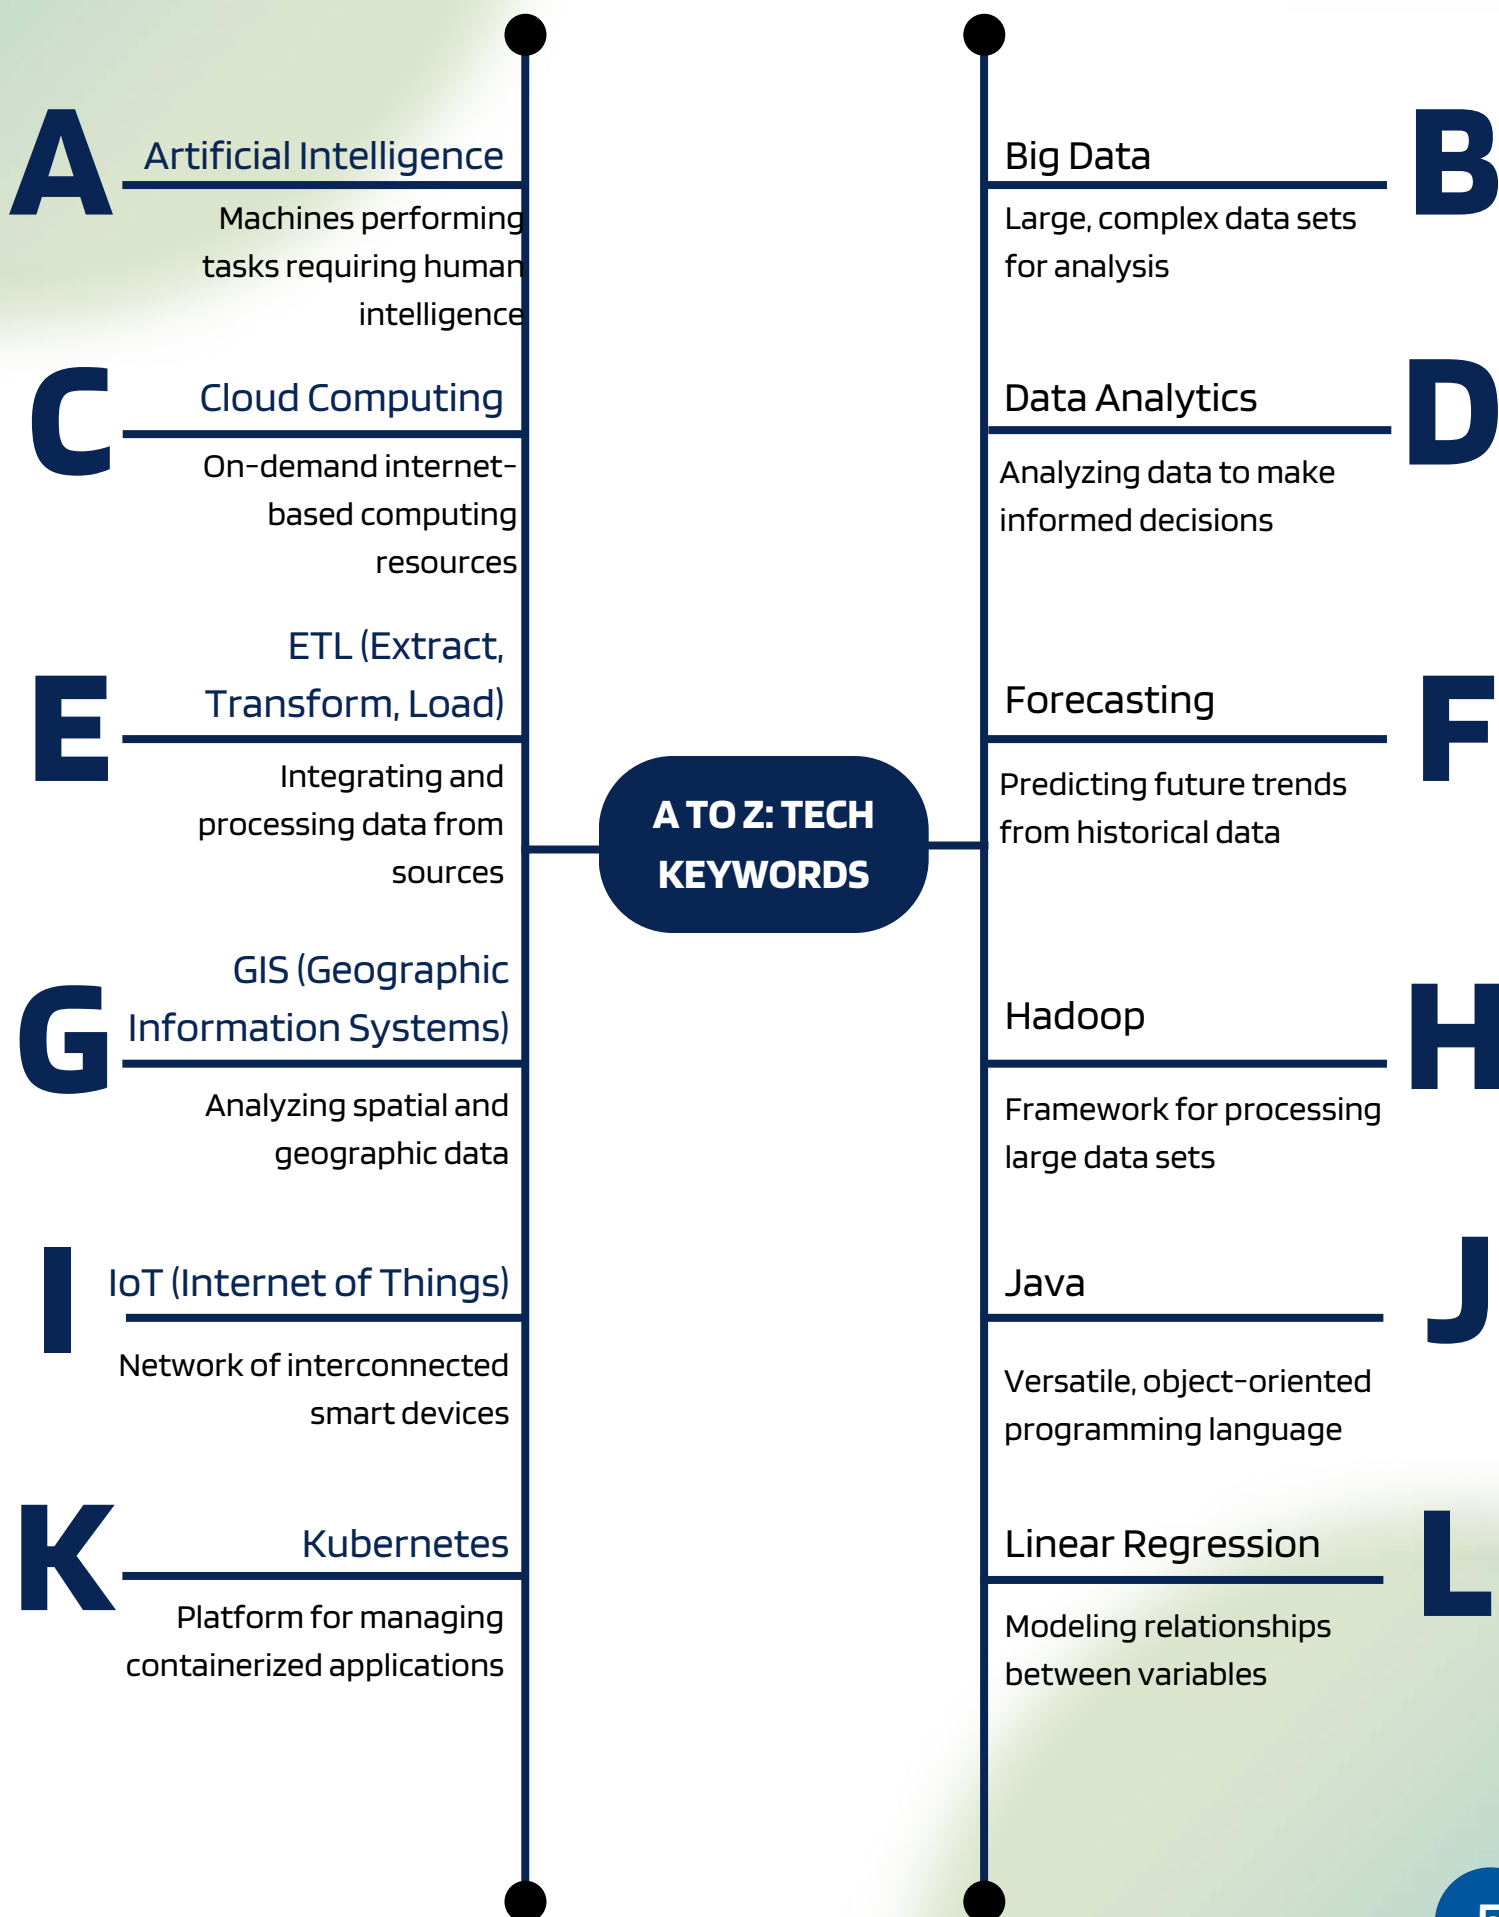 A
Artificial Intelligence
Machines performing
tasks requiring human
intelligence
B
Big Data
Large, complex data sets
for analysis
C
Cloud Computing
On-demand internet-
based computing
resources
D
Data Analytics
Analyzing data to make
informed decisions
E
ETL (Extract,
Transform, Load)
Integrating and
processing data from
sources
F
Forecasting
Predicting future trends
from historical data
A TO Z: TECH
KEYWORDS
G
GIS (Geographic
Information Systems)
Analyzing spatial and
geographic data
H
Hadoop
Framework for processing
large data sets
I
IoT (Internet of Things)
Network of interconnected
smart devices
J
Java
Versatile, object-oriented
programming language
K
Kubernetes
Platform for managing
containerized applications
L
Linear Regression
Modeling relationships
between variables